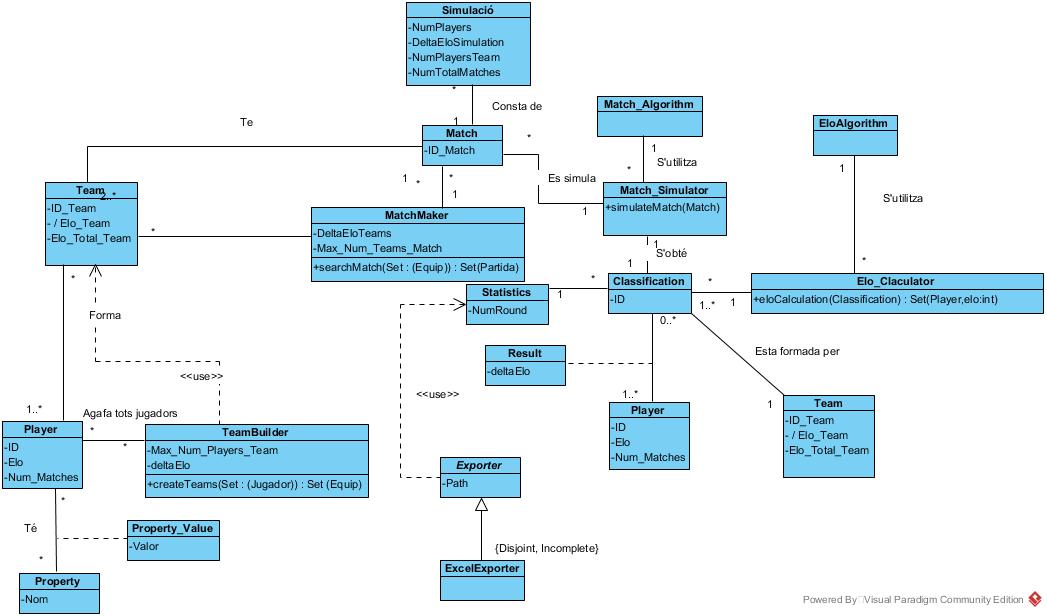 Simulació
-NumPlayers
-DeltaEloSimulation
-NumPlayersTeam
-NumTotalMatches
*
Consta de
1
Match
-ID_Match
Te
Match_Algorithm
1
*
S'utilitza
EloAlgorithm
1
S'utilitza
*
*
Es simula
1
Match_Simulator
+simulateMatch(Match)
1
S'obté
1
Team
2..*
-ID_Team
- / Elo_Team
-Elo_Total_Team
1
*
*
1
MatchMaker
-DeltaEloTeams
-Max_Num_Teams_Match
+searchMatch(Set : (Equip)) : Set(Partida)
*
Statistics
-NumRound
1
*
Classification
-ID
*
1..*
1
Elo_Claculator
+eloCalculation(Classification) : Set(Player,elo:int)
*
Forma
<<use>>
<<use>>
0..*
Result
-deltaElo
1..*
Esta formada per
1
Player
-ID
-Elo
-Num_Matches
Team
-ID_Team
- / Elo_Team
-Elo_Total_Team
1..*
Agafa tots jugadors
*
*
Player
-ID
-Elo
-Num_Matches
TeamBuilder
-Max_Num_Players_Team
-deltaElo
+createTeams(Set : (Jugador)) : Set (Equip)
Exporter
-Path
*
Té
*
Property_Value
-Valor
{Disjoint, Incomplete}
ExcelExporter
Property
-Nom
Powered By Visual Paradigm Community Edition